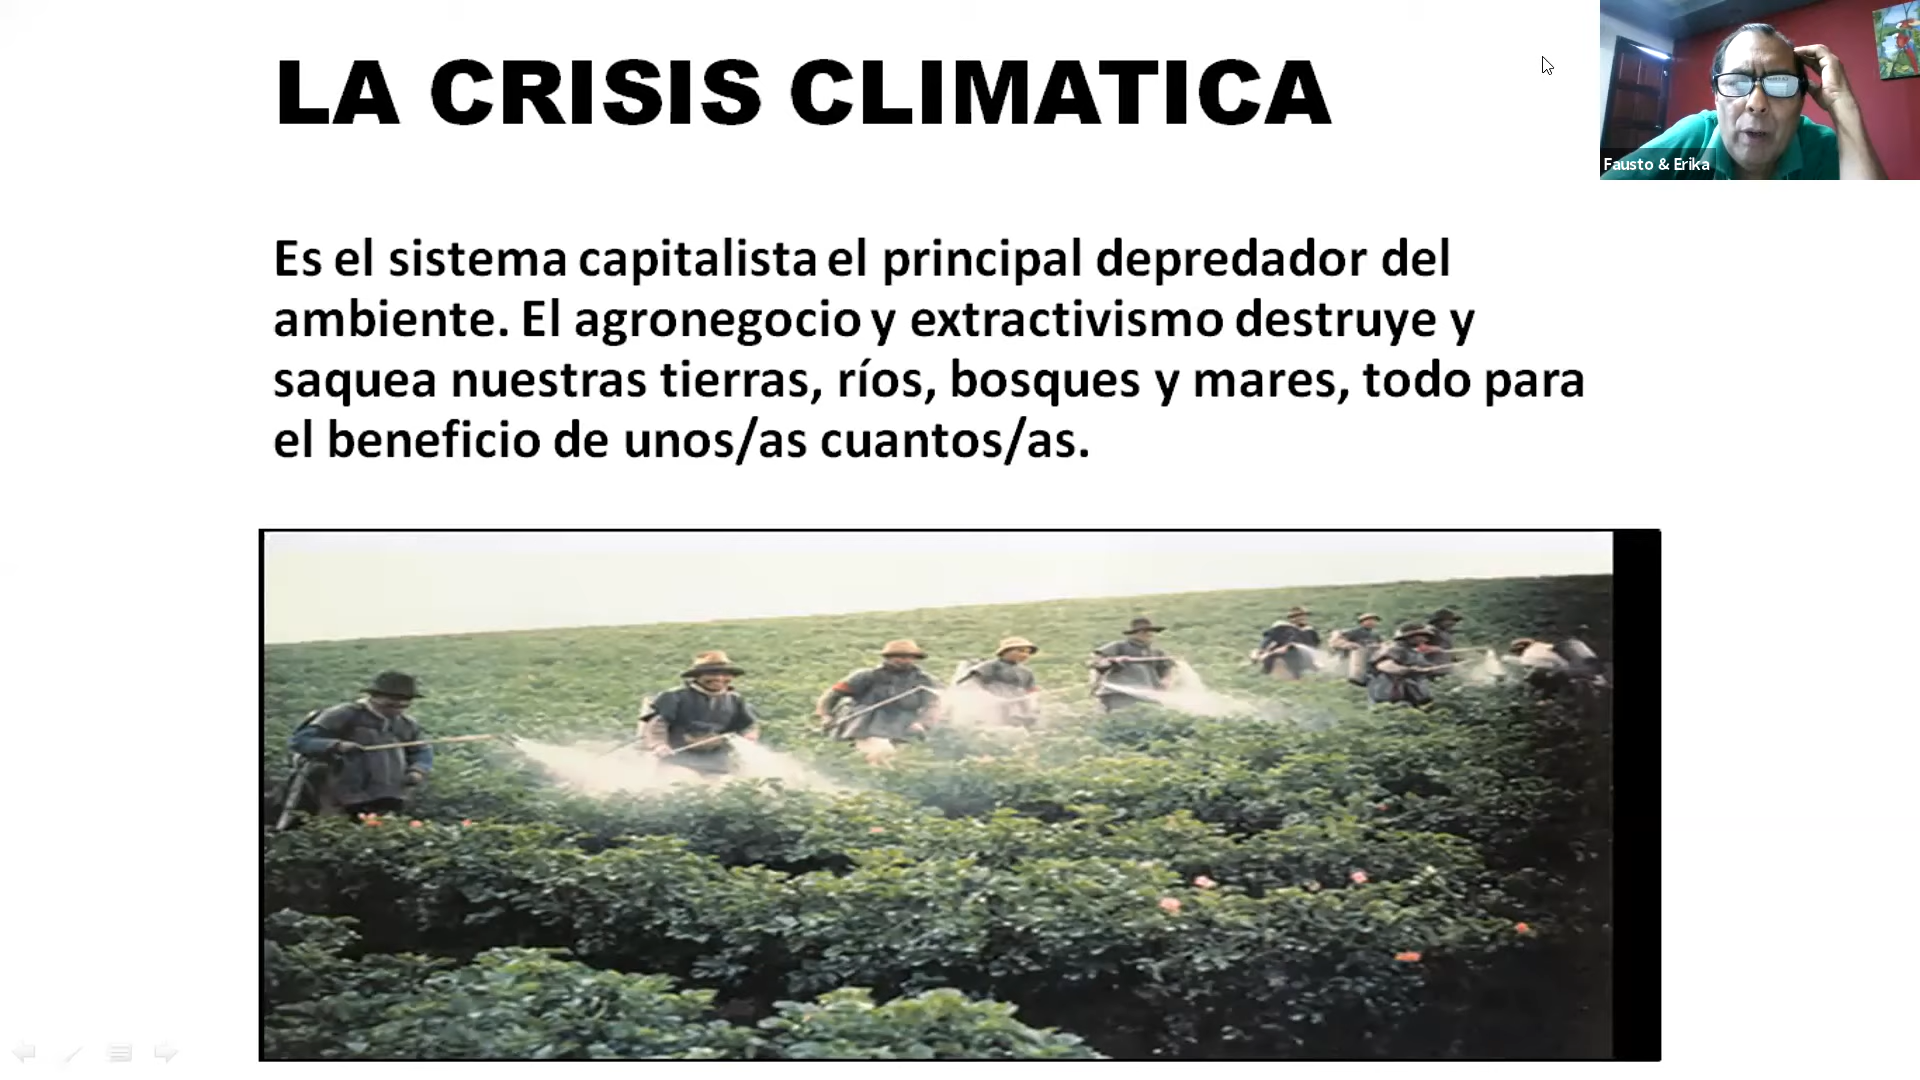 LA CRISIS CLIMATICA
Fausto & Erika
Es el sistema capitalista el principal depredador del
ambiente. El agronegocio y extractivismo destruye y
saquea nuestras tierras, ríos, bosques y mares, todo para
el beneficio de unos/as cuantos/as.